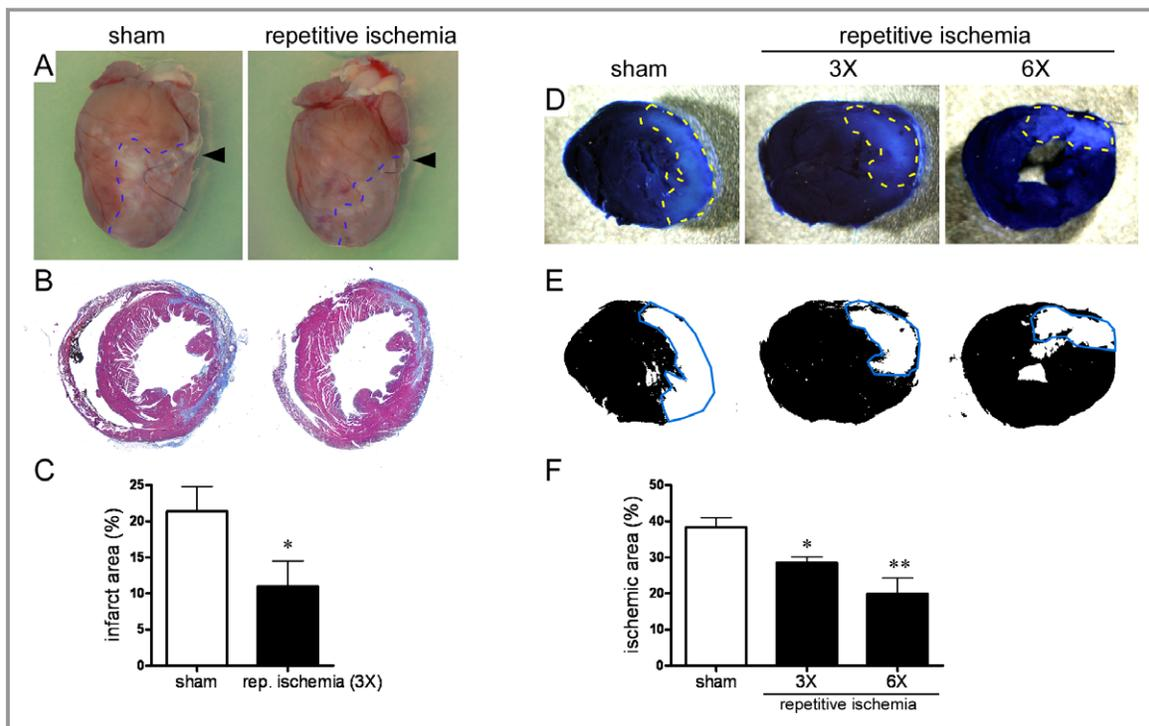 sham repetitive ischemia
A
B
C
infarct area (%)
25
20
15
10
5
0
*
sham rep. ischemia (3X)
repetitive ischemia
sham 3X 6X
D
E
F
ischemic area (%)
50
40
30
20
10
0
*
**
sham 3X 6X
repetitive ischemia